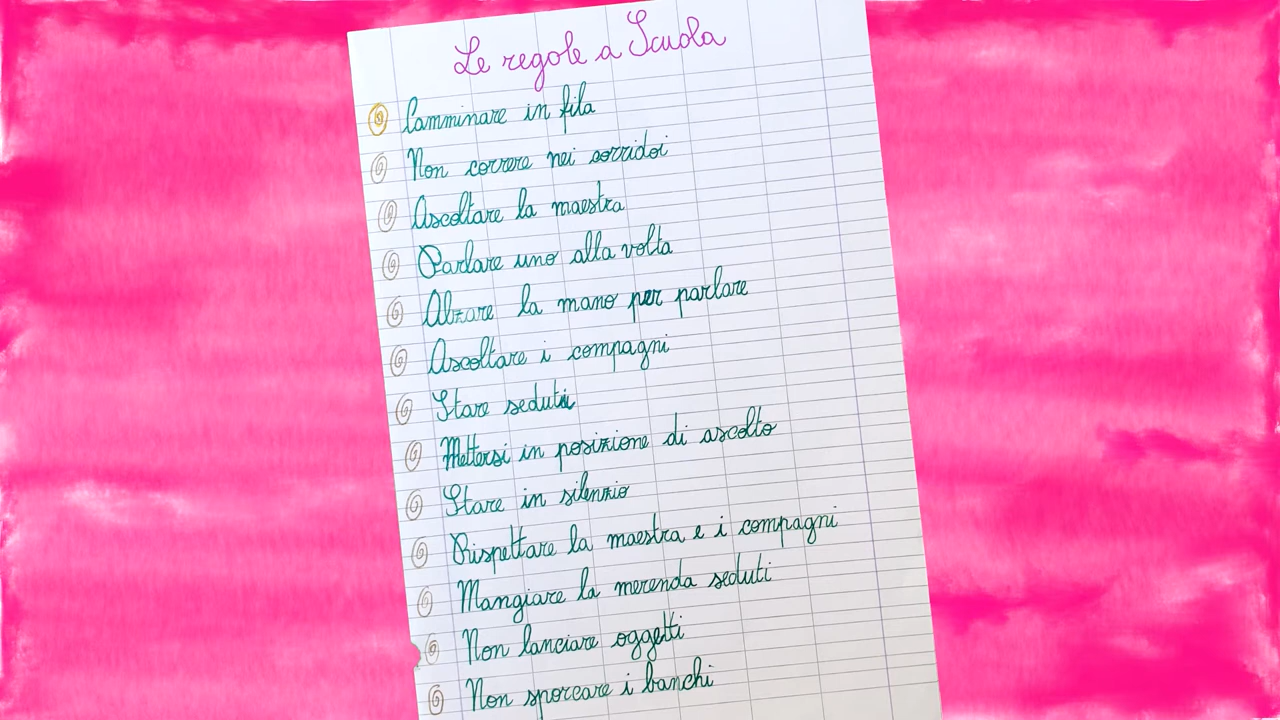 Le regole a Scuola
Camminare in fila
Non correre nei corridoi
Ascoltare la maestra
Parlare uno alla volta
Alzare la mano per parlare
Ascoltare i compagni
Stare seduti
Mettersi in posizione di ascolto
Stare in silenzio
Rispettare la maestra e i compagni
Mangiare la merenda seduti
Non lanciare oggetti
Non sporcare i banchi